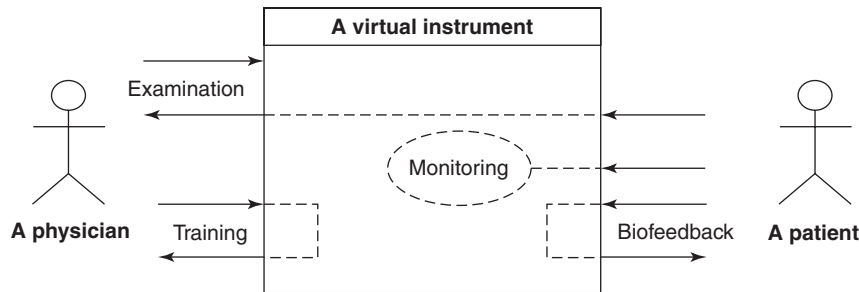 A virtual instrument
Examination
Monitoring
A physician
Training
Biofeedback
A patient